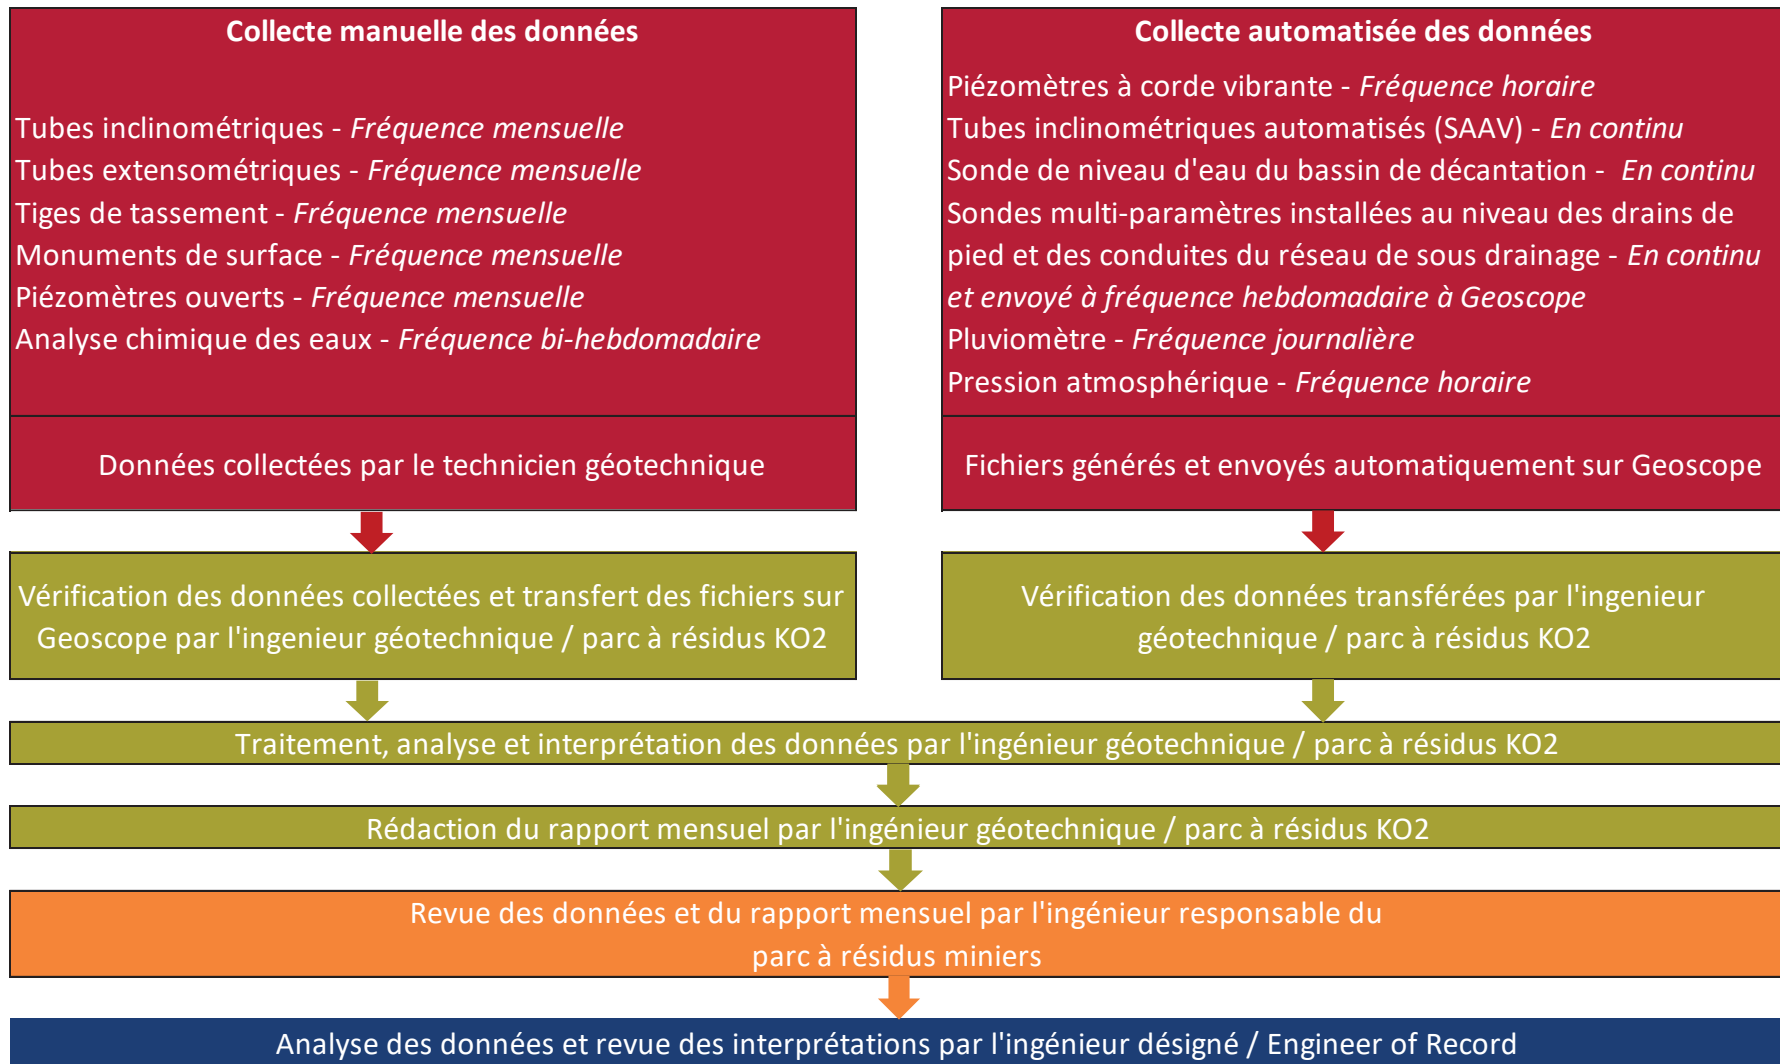 Collecte manuelle des données
Tubes inclinométriques - Fréquence mensuelle
Tubes extensométriques - Fréquence mensuelle
Tiges de tassement - Fréquence mensuelle
Monuments de surface - Fréquence mensuelle
Piézomètres ouverts - Fréquence mensuelle
Analyse chimique des eaux - Fréquence bi-hebdomadaire
Données collectées par le technicien géotechnique
Collecte automatisée des données
Piézomètres à corde vibrante - Fréquence horaire
Tubes inclinométriques automatisés (SAAV) - En continu
Sonde de niveau d'eau du bassin de décantation - En continu
Sondes multi-paramètres installées au niveau des drains de
pied et des conduites du réseau de sous drainage - En continu
et envoyé à fréquence hebdomadaire à Geoscope
Pluviomètre - Fréquence journalière
Pression atmosphérique - Fréquence horaire
Fichiers générés et envoyés automatiquement sur Geoscope
Vérification des données collectées et transfert des fichiers sur
Geoscope par l'ingenieur géotechnique / parc à résidus KO2
Vérification des données transférées par l'ingenieur
géotechnique / parc à résidus KO2
Traitement, analyse et interprétation des données par l'ingénieur géotechnique / parc à résidus KO2
Rédaction du rapport mensuel par l'ingénieur géotechnique / parc à résidus KO2
Revue des données et du rapport mensuel par l'ingénieur responsable du
parc à résidus miniers
Analyse des données et revue des interprétations par l'ingénieur désigné / Engineer of Record